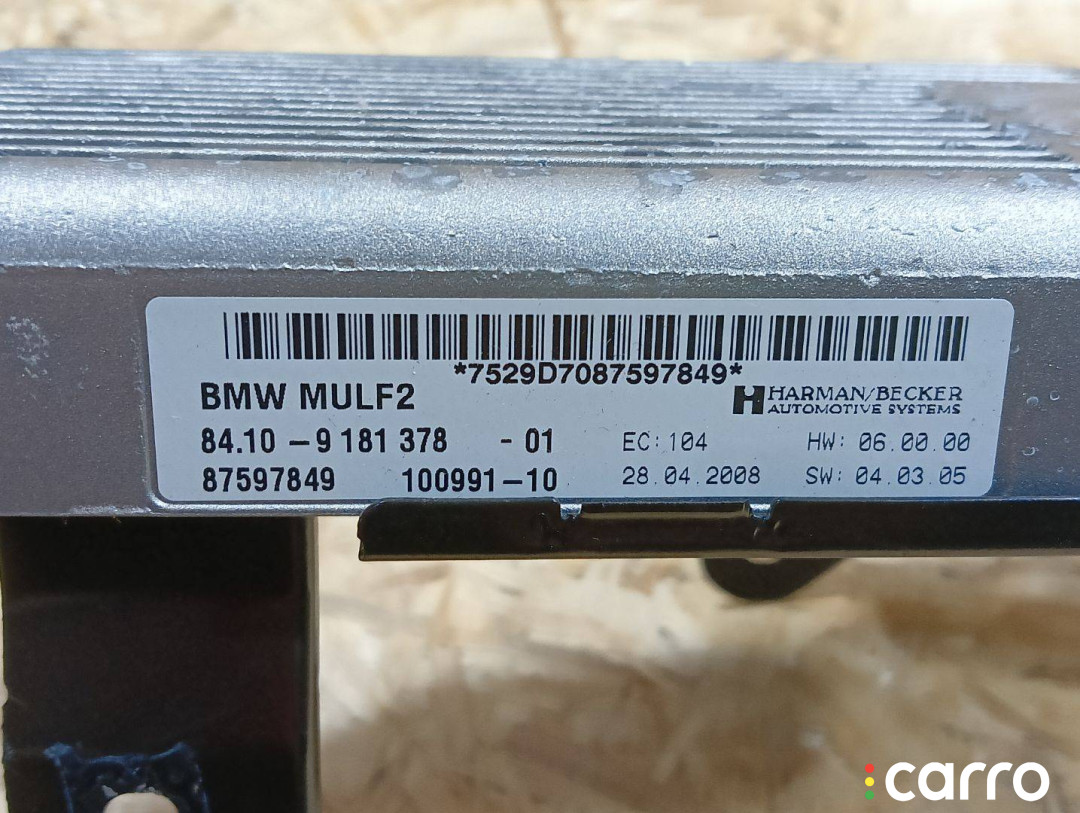 *7529D7087597849*
BMW MULF2
HARMAN/BECKER
AUTOMOTIVE SYSTEMS
84.10 – 9 181 378 - 01 EC: 104 HW: 06.00.00
87597849 100991–10 28.04.2008 SW: 04.03.05
carro